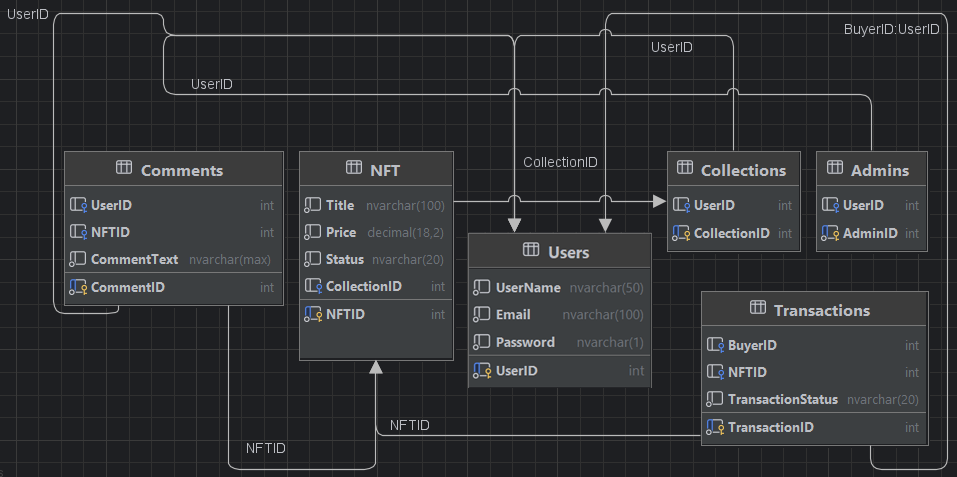 UserID
BuyerID:UserID
UserID
UserID
CollectionID
Comments
UserID int
NFTID int
CommentText nvarchar(max)
CommentID int
NFT
Title nvarchar(100)
Price decimal(18,2)
Status nvarchar(20)
CollectionID int
NFTID int
Users
UserName nvarchar(50)
Email nvarchar(100)
Password nvarchar(1)
UserID int
Collections
UserID int
CollectionID int
Admins
UserID int
AdminID int
Transactions
BuyerID int
NFTID int
TransactionStatus nvarchar(20)
TransactionID int
NFTID
NFTID